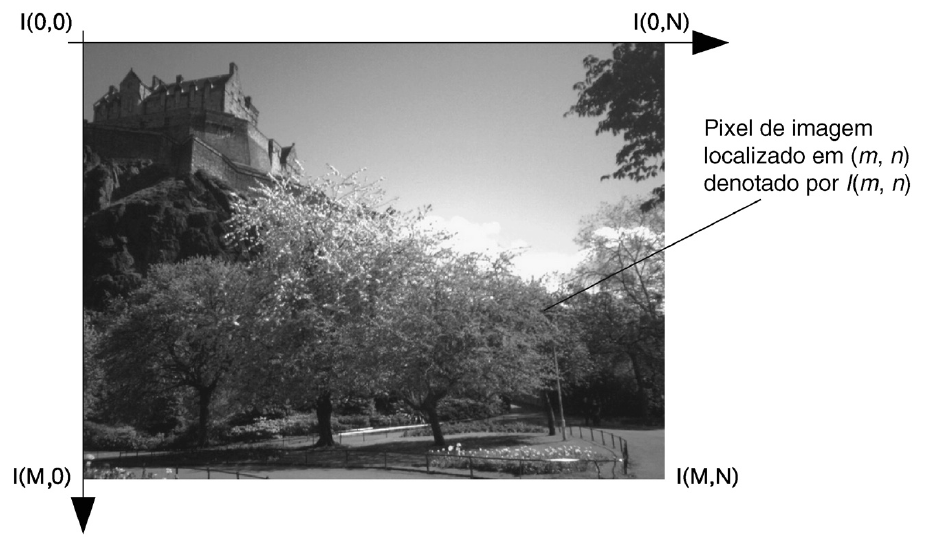 I(0,0)
I(0,N)
Pixel de imagem
localizado em (m, n)
denotado por I(m, n)
I(M,0)
I(M,N)